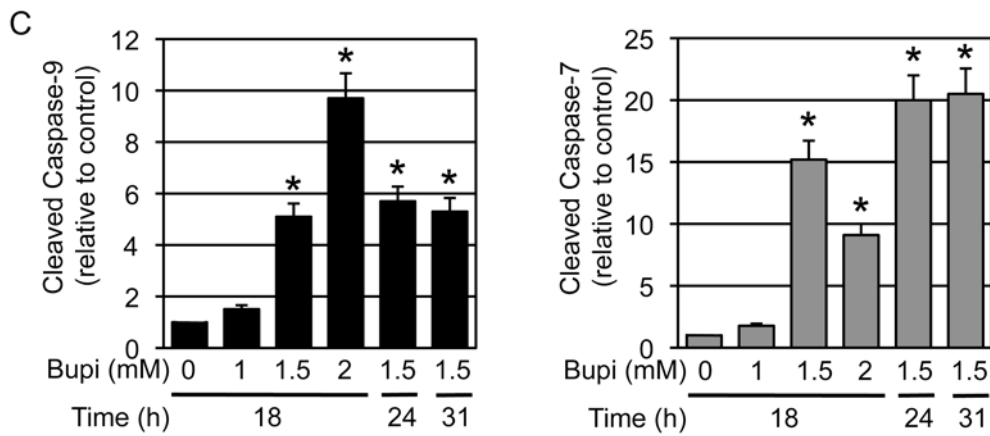 C
Cleaved Caspase-9
(relative to control)
12
10
8
6
4
2
0
* * * *
Bupi (mM) 0 1 1.5 2 1.5 1.5
Time (h) 18 24 31
Cleaved Caspase-7
(relative to control)
25
20
15
10
5
0
* * * *
Bupi (mM) 0 1 1.5 2 1.5 1.5
Time (h) 18 24 31